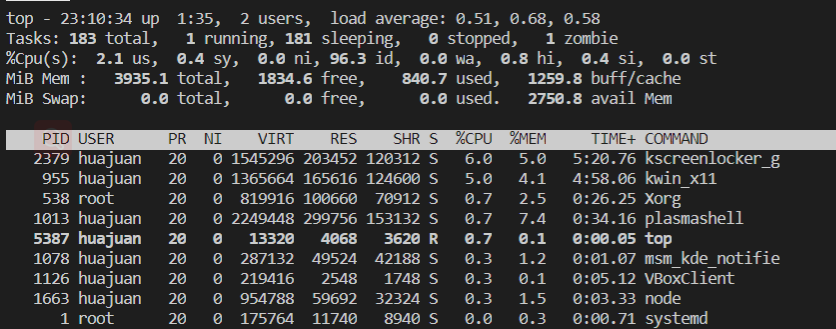 top - 23:10:34 up  1:35,  2 users,  load average: 0.51, 0.68, 0.58
Tasks: 183 total,   1 running, 181 sleeping,   0 stopped,   1 zombie
%Cpu(s):  2.1 us,  0.4 sy,  0.0 ni, 96.3 id,  0.0 wa,  0.8 hi,  0.4 si,  0.0 st
MiB Mem :   3935.1 total,   1834.6 free,    840.7 used,   1259.8 buff/cache
MiB Swap:      0.0 total,      0.0 free,      0.0 used.   2750.8 avail Mem
PID USER      PR  NI    VIRT    RES    SHR S  %CPU  %MEM     TIME+ COMMAND
2379 huajuan   20   0 1545296 203452 120312 S   6.0   5.0   5:20.76 kscreenlocker_g
955 huajuan   20   0 1365664 165616 124600 S   5.0   4.1   4:58.06 kwin_x11
538 root      20   0  819916 100660  70912 S   0.7   2.5   0:26.25 Xorg
1013 huajuan   20   0 2249448 299756 153132 S   0.7   7.4   0:34.16 plasmashell
5387 huajuan   20   0   13320   4068   3620 R   0.7   0.1   0:00.05 top
1078 huajuan   20   0  287132  49524  42188 S   0.3   1.2   0:01.07 msm_kde_notifie
1126 huajuan   20   0  219416   2548   1748 S   0.3   0.1   0:05.12 VBoxClient
1663 huajuan   20   0  954788  59692  32324 S   0.3   1.5   0:03.33 node
1 root      20   0  175764  11740   8940 S   0.0   0.3   0:00.71 systemd